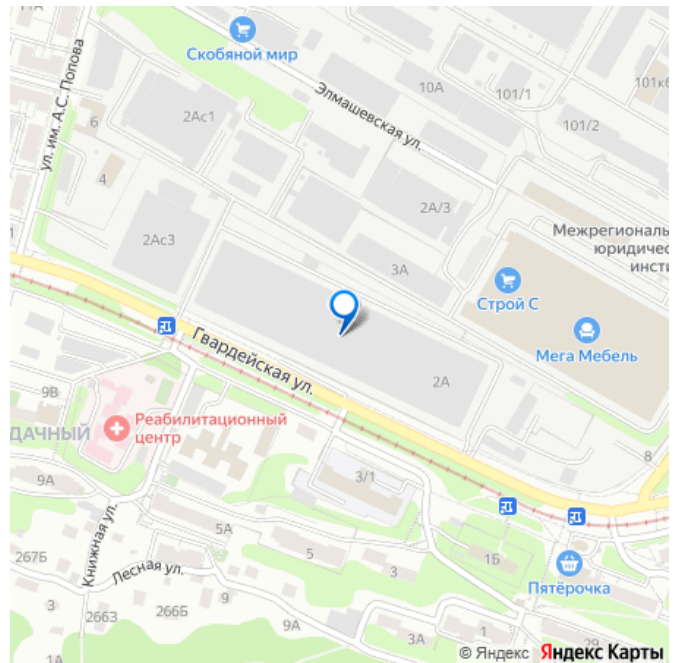 11А
Скобяной мир
ул. им. А.С. Попова
Элмашевская ул.
10А
101/1
101к6
101/2
6
2Ас1
4
2А/3
2Ас3
1
3А
Межрегиональ
юридичес
инсти
Строй С
Мега Мебель
Гвардейская ул.
2А
9В
ДАЧНЫЙ
Реабилитационный
центр
8
9А
3/1
Книжная ул.
5А
5
3
1Б
267Б
Лесная ул.
Пятёрочка
3
266З
266Б
9
9А
3А
1
29
© Яндекс Яндекс Карты